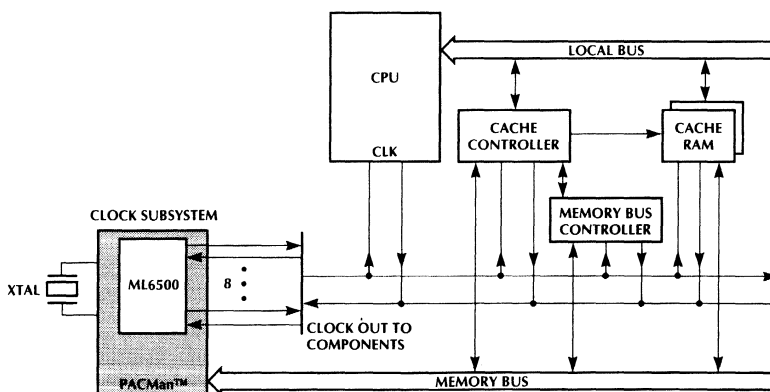 LOCAL BUS
CPU
CLK
CACHE
CONTROLLER
CACHE
RAM
MEMORY BUS
CONTROLLER
CLOCK SUBSYSTEM
XTAL
ML6500
8
CLOCK OUT TO
COMPONENTS
PACMan™
MEMORY BUS